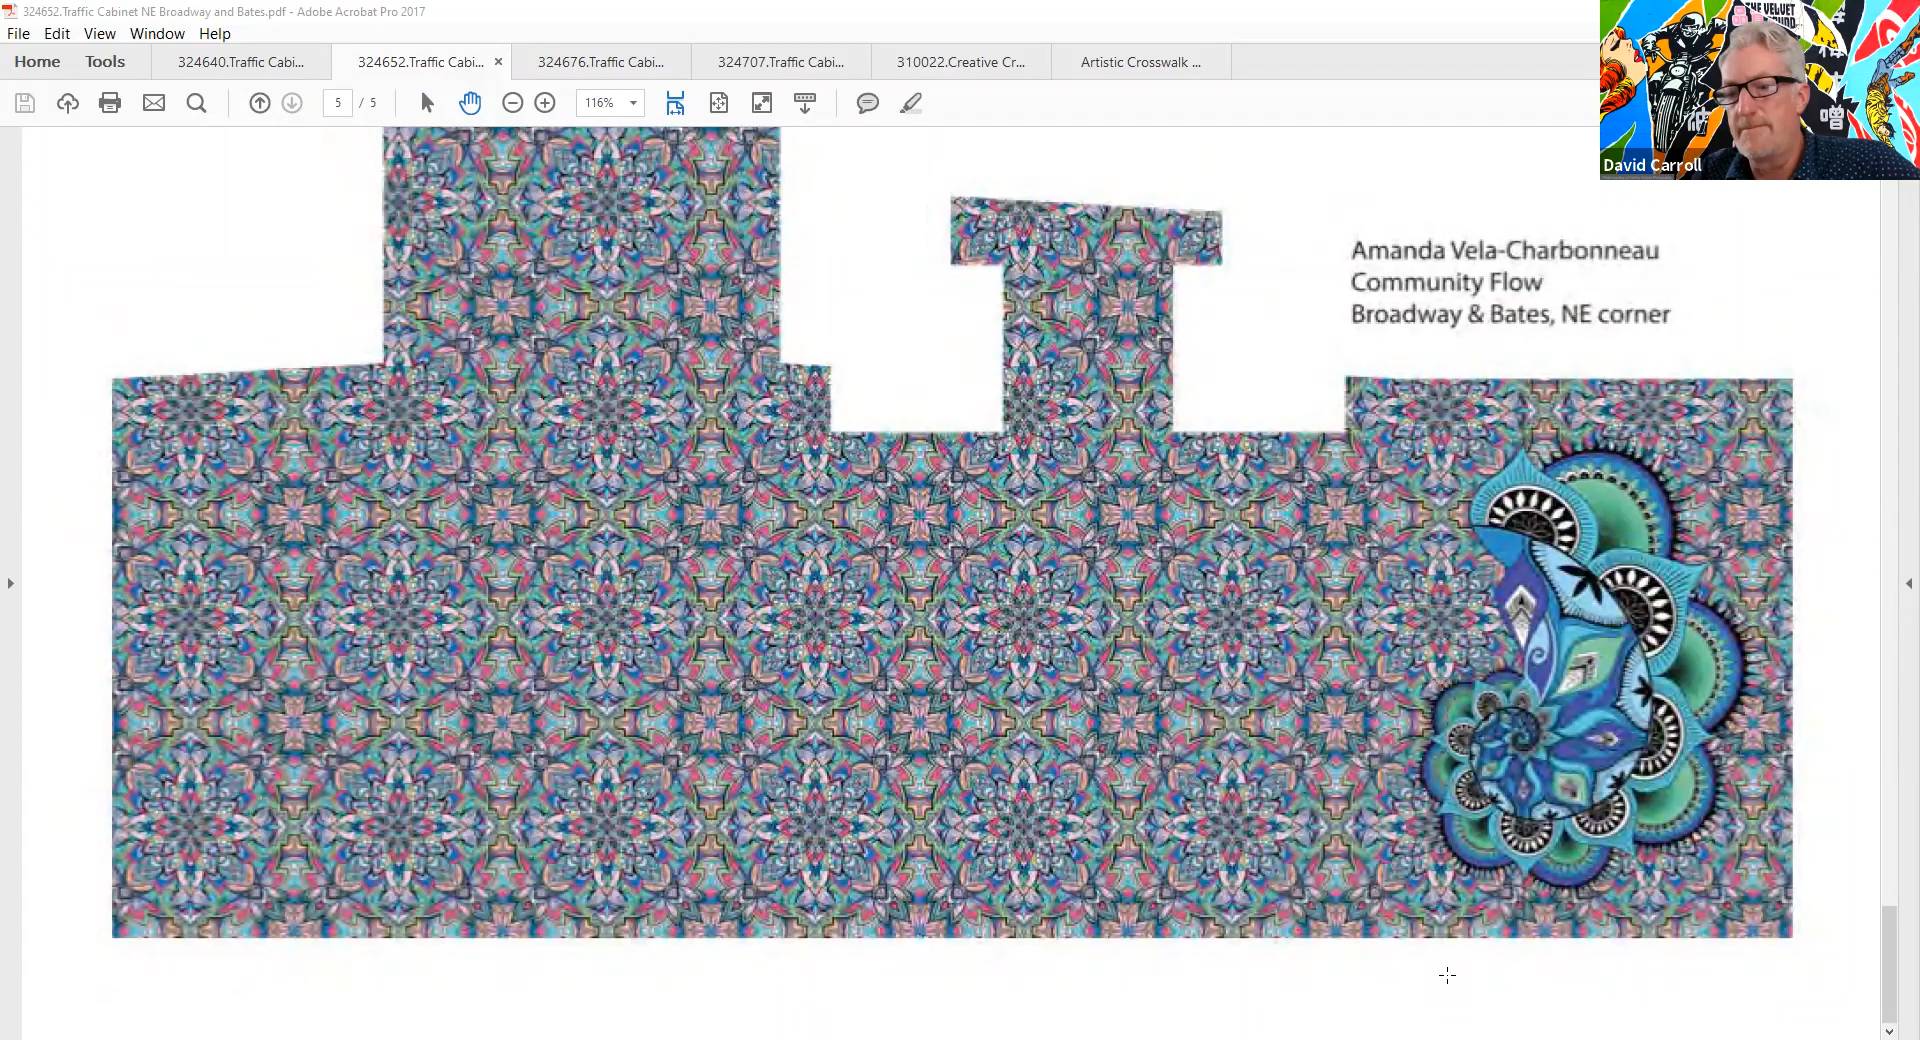 324652.Traffic Cabinet NE Broadway and Bates.pdf - Adobe Acrobat Pro 2017
File Edit View Window Help
Home Tools 324640.Traffic Cabi... 324652.Traffic Cabi... × 324676.Traffic Cabi... 324707.Traffic Cabi... 310022.Creative Cr... Artistic Crosswalk ...
5 / 5 116%
THE VELVET
David Carroll
Amanda Vela-Charbonneau
Community Flow
Broadway & Bates, NE corner